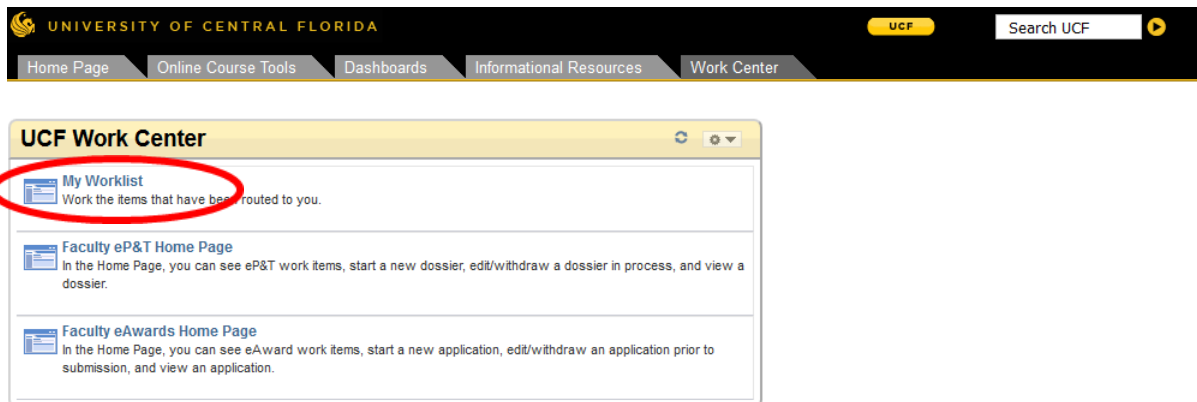 UNIVERSITY OF CENTRAL FLORIDA
UCF
Search UCF
Home Page Online Course Tools Dashboards Informational Resources Work Center
UCF Work Center
My Worklist
Work the items that have been routed to you.
Faculty eP&T Home Page
In the Home Page, you can see eP&T work items, start a new dossier, edit/withdraw a dossier in process, and view a
dossier.
Faculty eAwards Home Page
In the Home Page, you can see eAward work items, start a new application, edit/withdraw an application prior to
submission, and view an application.